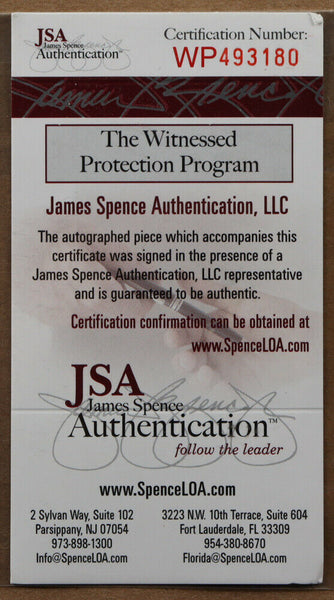 JSA
James Spence
Authentication™
Certification Number:
WP493180
The Witnessed
Protection Program
James Spence Authentication, LLC
The autographed piece which accompanies this
certificate was signed in the presence of a
James Spence Authentication, LLC representative
and is guaranteed to be authentic.
Certification confirmation can be obtained at
www.SpenceLOA.com.
JSA
James Spence
Authentication™
follow the leader
www.SpenceLOA.com
2 Sylvan Way, Suite 102
Parsippany, NJ 07054
973-898-1300
Info@SpenceLOA.com
3223 N.W. 10th Terrace, Suite 604
Fort Lauderdale, FL 33309
954-380-8670
Florida@SpenceLOA.com